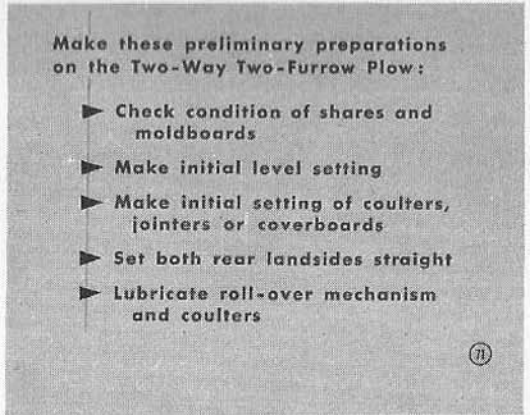 Make these preliminary preparations
on the Two-Way Two-Furrow Plow:
Check condition of shares and
moldboards
Make initial level setting
Make initial setting of coulters,
jointers or coverboards
Set both rear landsides straight
Lubricate roll-over mechanism
and coulters
71